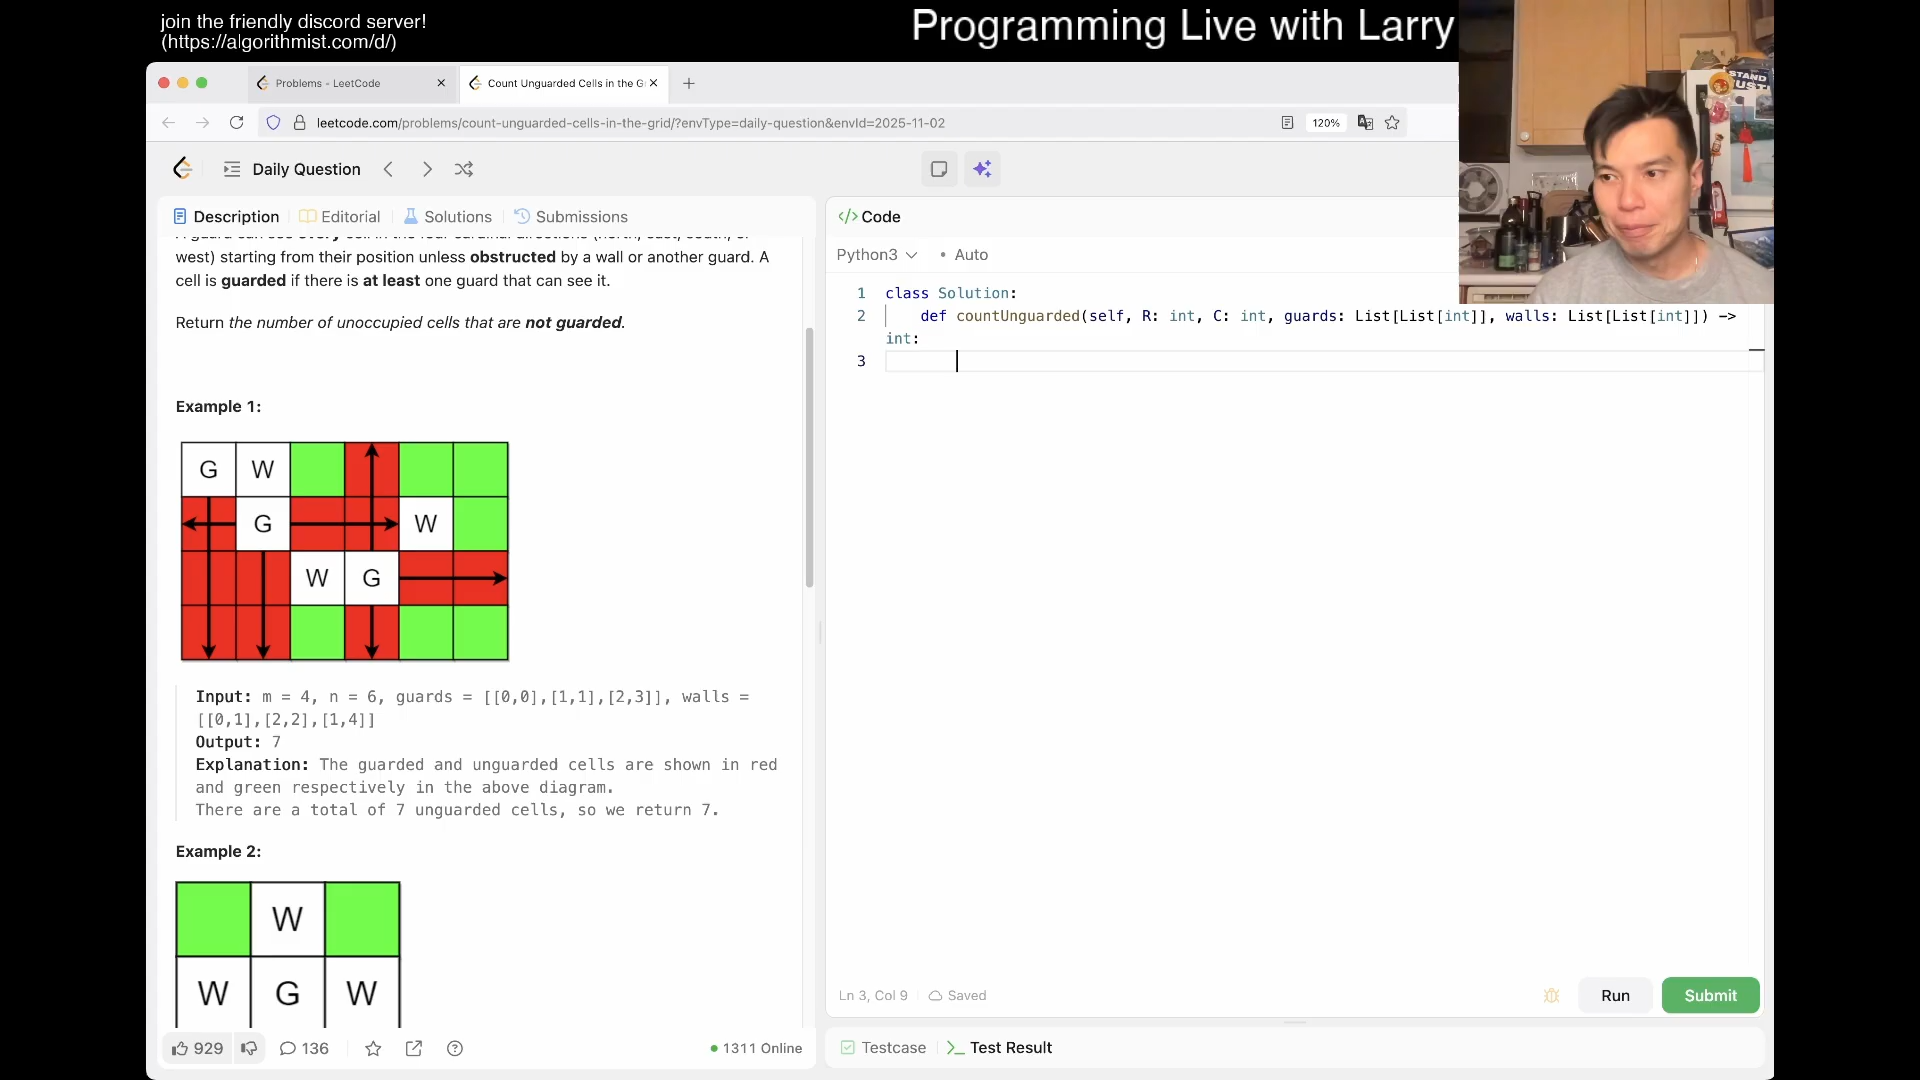 join the friendly discord server!
(https://algorithmist.com/d/)
Programming Live with Larry
Problems - LeetCode
Count Unguarded Cells in the G
leetcode.com/problems/count-unguarded-cells-in-the-grid/?envType=daily-question&envId=2025-11-02
120%
Daily Question
Description
Editorial
Solutions
Submissions
west) starting from their position unless obstructed by a wall or another guard. A
cell is guarded if there is at least one guard that can see it.
Return the number of unoccupied cells that are not guarded.
Example 1:
G W
G W
W G
Input: m = 4, n = 6, guards = [[0,0],[1,1],[2,3]], walls =
[[0,1],[2,2],[1,4]]
Output: 7
Explanation: The guarded and unguarded cells are shown in red
and green respectively in the above diagram.
There are a total of 7 unguarded cells, so we return 7.
Example 2:
W
W G W
929
136
1311 Online
</> Code
Python3
• Auto
1 class Solution:
2 def countUnguarded(self, R: int, C: int, guards: List[List[int]], walls: List[List[int]]) ->
int:
3
Ln 3, Col 9
Saved
Run
Submit
Testcase
Test Result
STAND